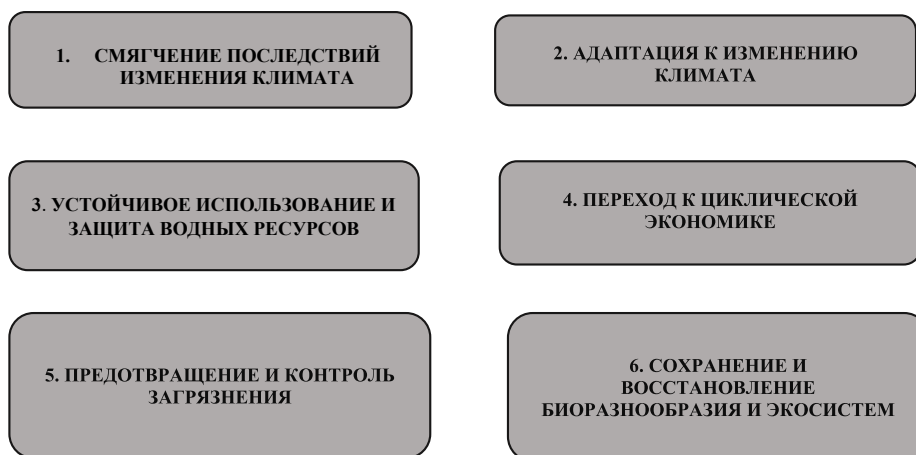 1. СМЯГЧЕНИЕ ПОСЛЕДСТВИЙ
ИЗМЕНЕНИЯ КЛИМАТА
2. АДАПТАЦИЯ К ИЗМЕНЕНИЮ
КЛИМАТА
3. УСТОЙЧИВОЕ ИСПОЛЬЗОВАНИЕ И
ЗАЩИТА ВОДНЫХ РЕСУРСОВ
4. ПЕРЕХОД К ЦИКЛИЧЕСКОЙ
ЭКОНОМИКЕ
5. ПРЕДОТВРАЩЕНИЕ И КОНТРОЛЬ
ЗАГРЯЗНЕНИЯ
6. СОХРАНЕНИЕ И
ВОССТАНОВЛЕНИЕ
БИОРАЗНООБРАЗИЯ И ЭКОСИСТЕМ